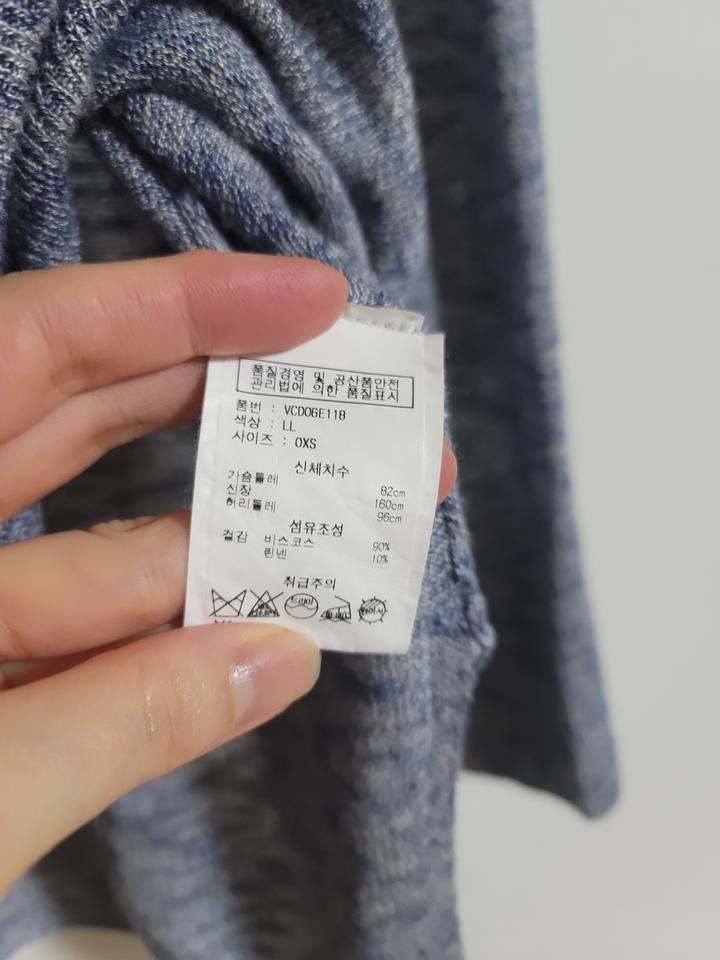 품질경영 및 공산품안전
관리법에 의한 품질표시
품번 : VCD06E118
색상 : LL
사이즈 : 0XS
신체치수
가슴둘레 82cm
신장 160cm
허리둘레 96cm
섬유조성
겉감 비스코스 90%
린넨 10%
취급주의
드라이